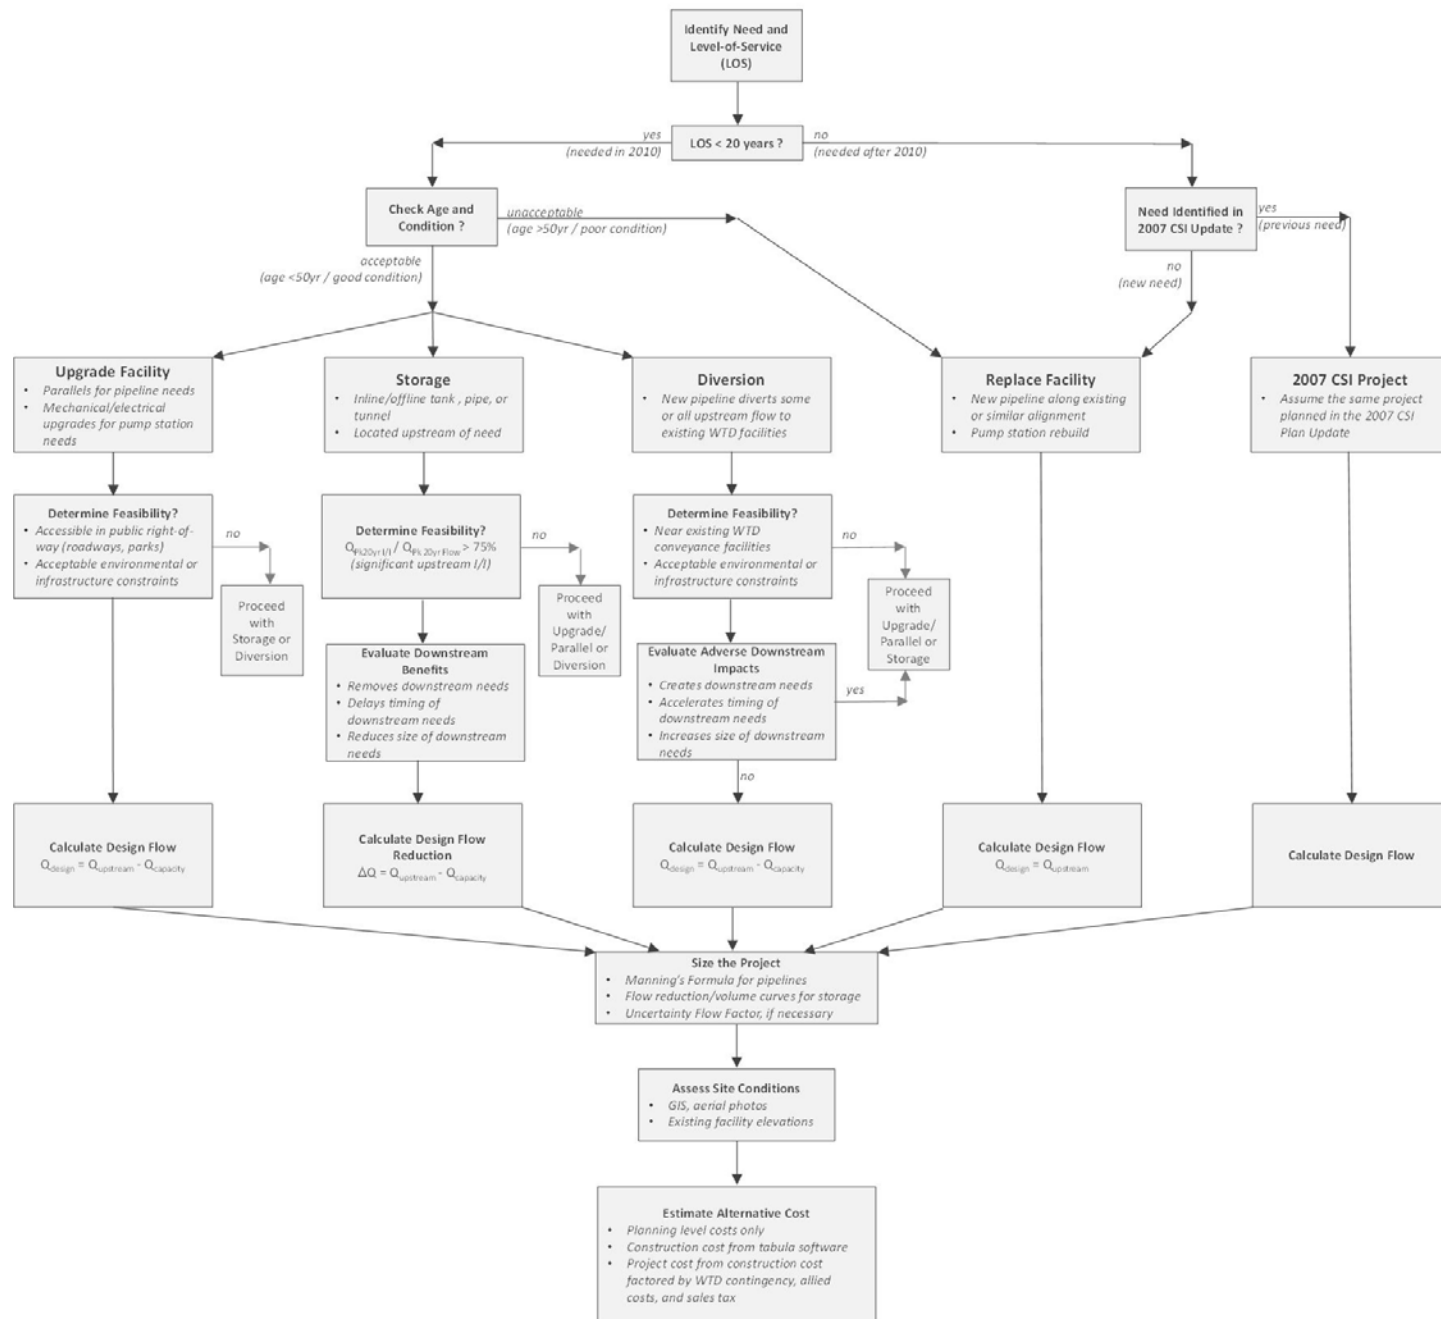 Identify Need and
Level-of-Service
(LOS)
yes
(needed in 2010)
LOS < 20 years ?
no
(needed after 2010)
Check Age and
Condition ?
unacceptable
(age >50yr / poor condition)
Need Identified in
2007 CSI Update ?
yes
(previous need)
acceptable
(age <50yr / good condition)
no
(new need)
Upgrade Facility
• Parallels for pipeline needs
• Mechanical/electrical
upgrades for pump station
needs
Storage
• Inline/offline tank , pipe, or
tunnel
• Located upstream of need
Diversion
• New pipeline diverts some
or all upstream flow to
existing WTD facilities
Replace Facility
• New pipeline along existing
or similar alignment
• Pump station rebuild
2007 CSI Project
• Assume the same project
planned in the 2007 CSI
Plan Update
Determine Feasibility?
• Accessible in public right-of-
way (roadways, parks)
• Acceptable environmental or
infrastructure constraints
no
Proceed
with
Storage or
Diversion
Determine Feasibility?
QPk20yr I/I / QPk 20yr Flow > 75%
(significant upstream I/I)
no
Proceed
with
Upgrade/
Parallel or
Diversion
Determine Feasibility?
• Near existing WTD
conveyance facilities
• Acceptable environmental or
infrastructure constraints
no
Proceed
with
Upgrade/
Parallel or
Storage
Evaluate Downstream
Benefits
• Removes downstream needs
• Delays timing of
downstream needs
• Reduces size of downstream
needs
Evaluate Adverse Downstream
Impacts
• Creates downstream needs
• Accelerates timing of
downstream needs
• Increases size of downstream
needs
yes
no
Calculate Design Flow
Qdesign = Qupstream - Qcapacity
Calculate Design Flow
Reduction
ΔQ = Qupstream - Qcapacity
Calculate Design Flow
Qdesign = Qupstream - Qcapacity
Calculate Design Flow
Qdesign = Qupstream
Calculate Design Flow
Size the Project
• Manning's Formula for pipelines
• Flow reduction/volume curves for storage
• Uncertainty Flow Factor, if necessary
Assess Site Conditions
• GIS, aerial photos
• Existing facility elevations
Estimate Alternative Cost
• Planning level costs only
• Construction cost from tabula software
• Project cost from construction cost
factored by WTD contingency, allied
costs, and sales tax